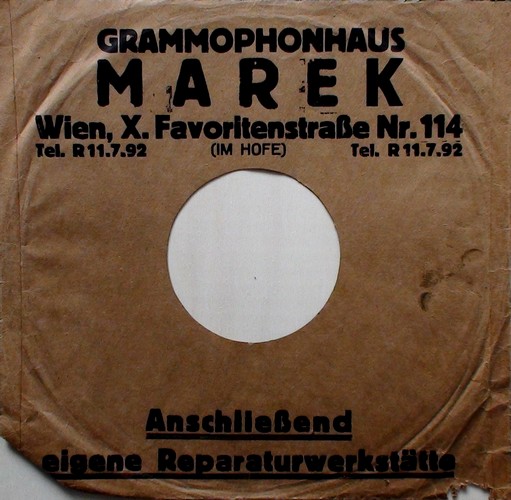 GRAMMOPHONHAUS
MAREK
Wien, X. Favoritenstraße Nr. 114
Tel. R 11.7.92 (IM HOFE) Tel. R 11.7.92
Anschließend
eigene Reparaturwerkstätte